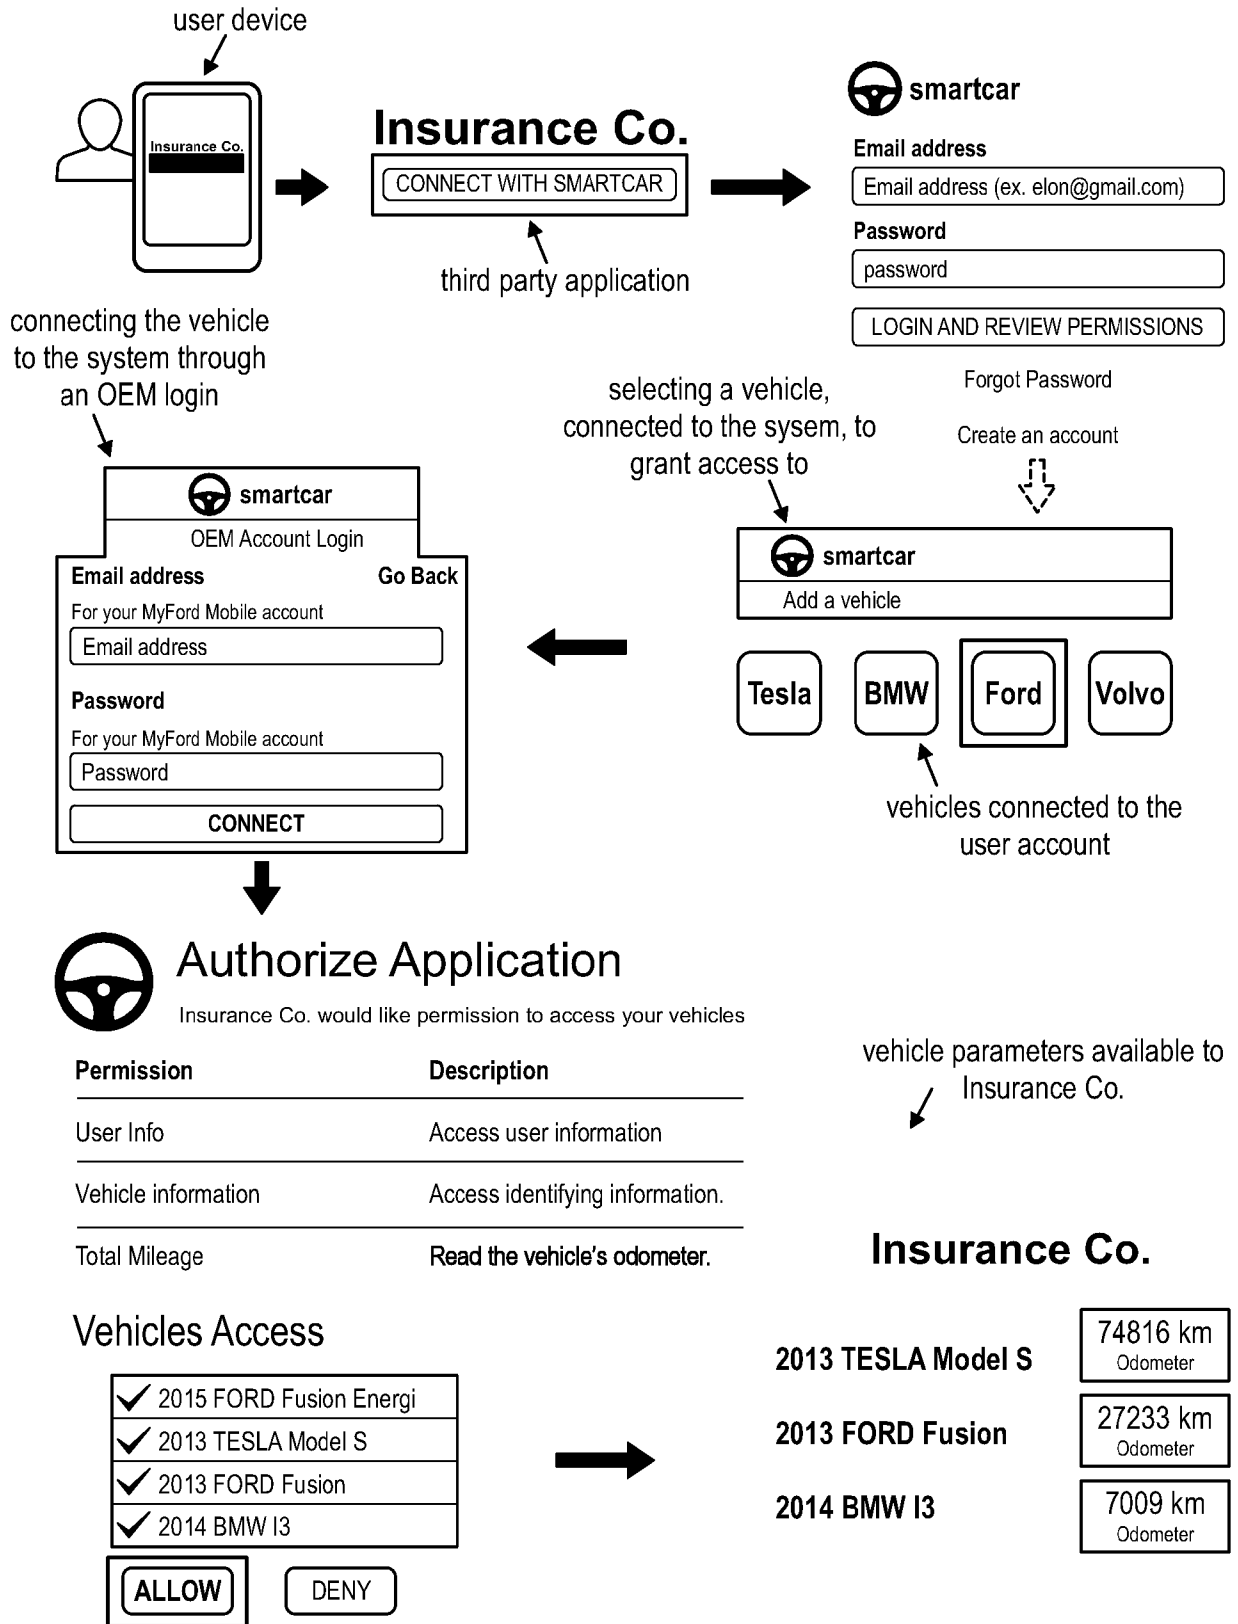 user device
Insurance Co.
Insurance Co.
CONNECT WITH SMARTCAR
third party application
smartcar
Email address
Email address (ex. elon@gmail.com)
Password
password
LOGIN AND REVIEW PERMISSIONS
Forgot Password
Create an account
connecting the vehicle
to the system through
an OEM login
selecting a vehicle,
connected to the sysem, to
grant access to
smartcar
Add a vehicle
Tesla
BMW
Ford
Volvo
vehicles connected to the
user account
smartcar
OEM Account Login
Email address
Go Back
For your MyFord Mobile account
Email address
Password
For your MyFord Mobile account
Password
CONNECT
Authorize Application
Insurance Co. would like permission to access your vehicles
Permission
Description
User Info
Access user information
Vehicle information
Access identifying information.
Total Mileage
Read the vehicle's odometer.
Vehicles Access
2015 FORD Fusion Energi
2013 TESLA Model S
2013 FORD Fusion
2014 BMW I3
ALLOW
DENY
vehicle parameters available to
Insurance Co.
Insurance Co.
2013 TESLA Model S
74816 km
Odometer
2013 FORD Fusion
27233 km
Odometer
2014 BMW I3
7009 km
Odometer